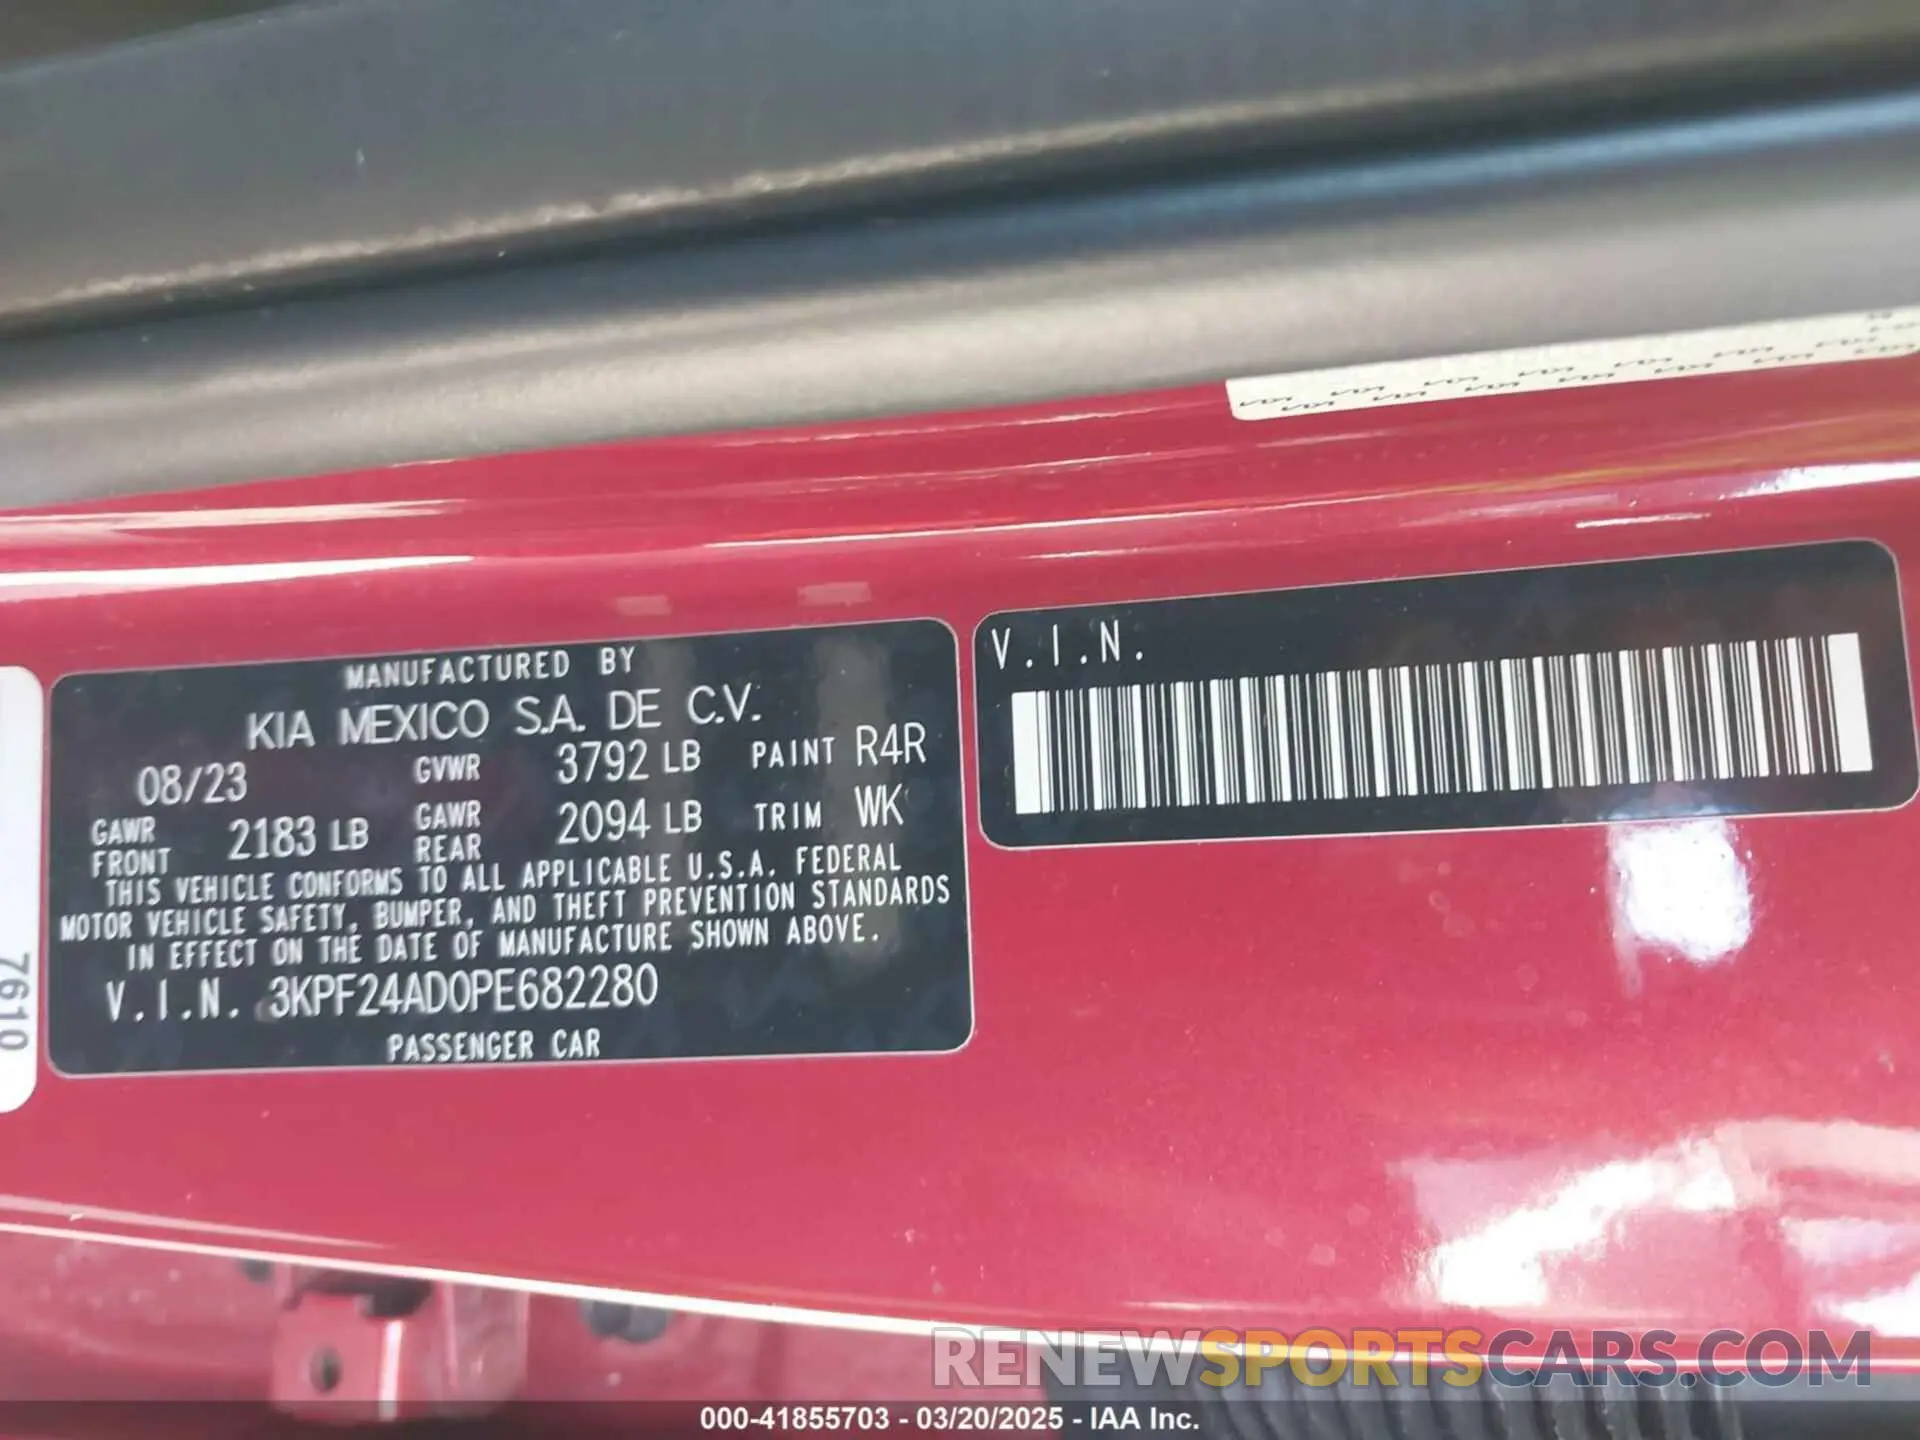 MANUFACTURED BY
KIA MEXICO S.A. DE C.V.
08/23 GVWR 3792 LB PAINT R4R
GAWR FRONT 2183 LB GAWR REAR 2094 LB TRIM WK
THIS VEHICLE CONFORMS TO ALL APPLICABLE U.S.A. FEDERAL
MOTOR VEHICLE SAFETY, BUMPER, AND THEFT PREVENTION STANDARDS
IN EFFECT ON THE DATE OF MANUFACTURE SHOWN ABOVE.
V.I.N. 3KPF24AD0PE682280
PASSENGER CAR
V.I.N.
7610
RENEWSPORTSCARS.COM
000-41855703 - 03/20/2025 - IAA Inc.